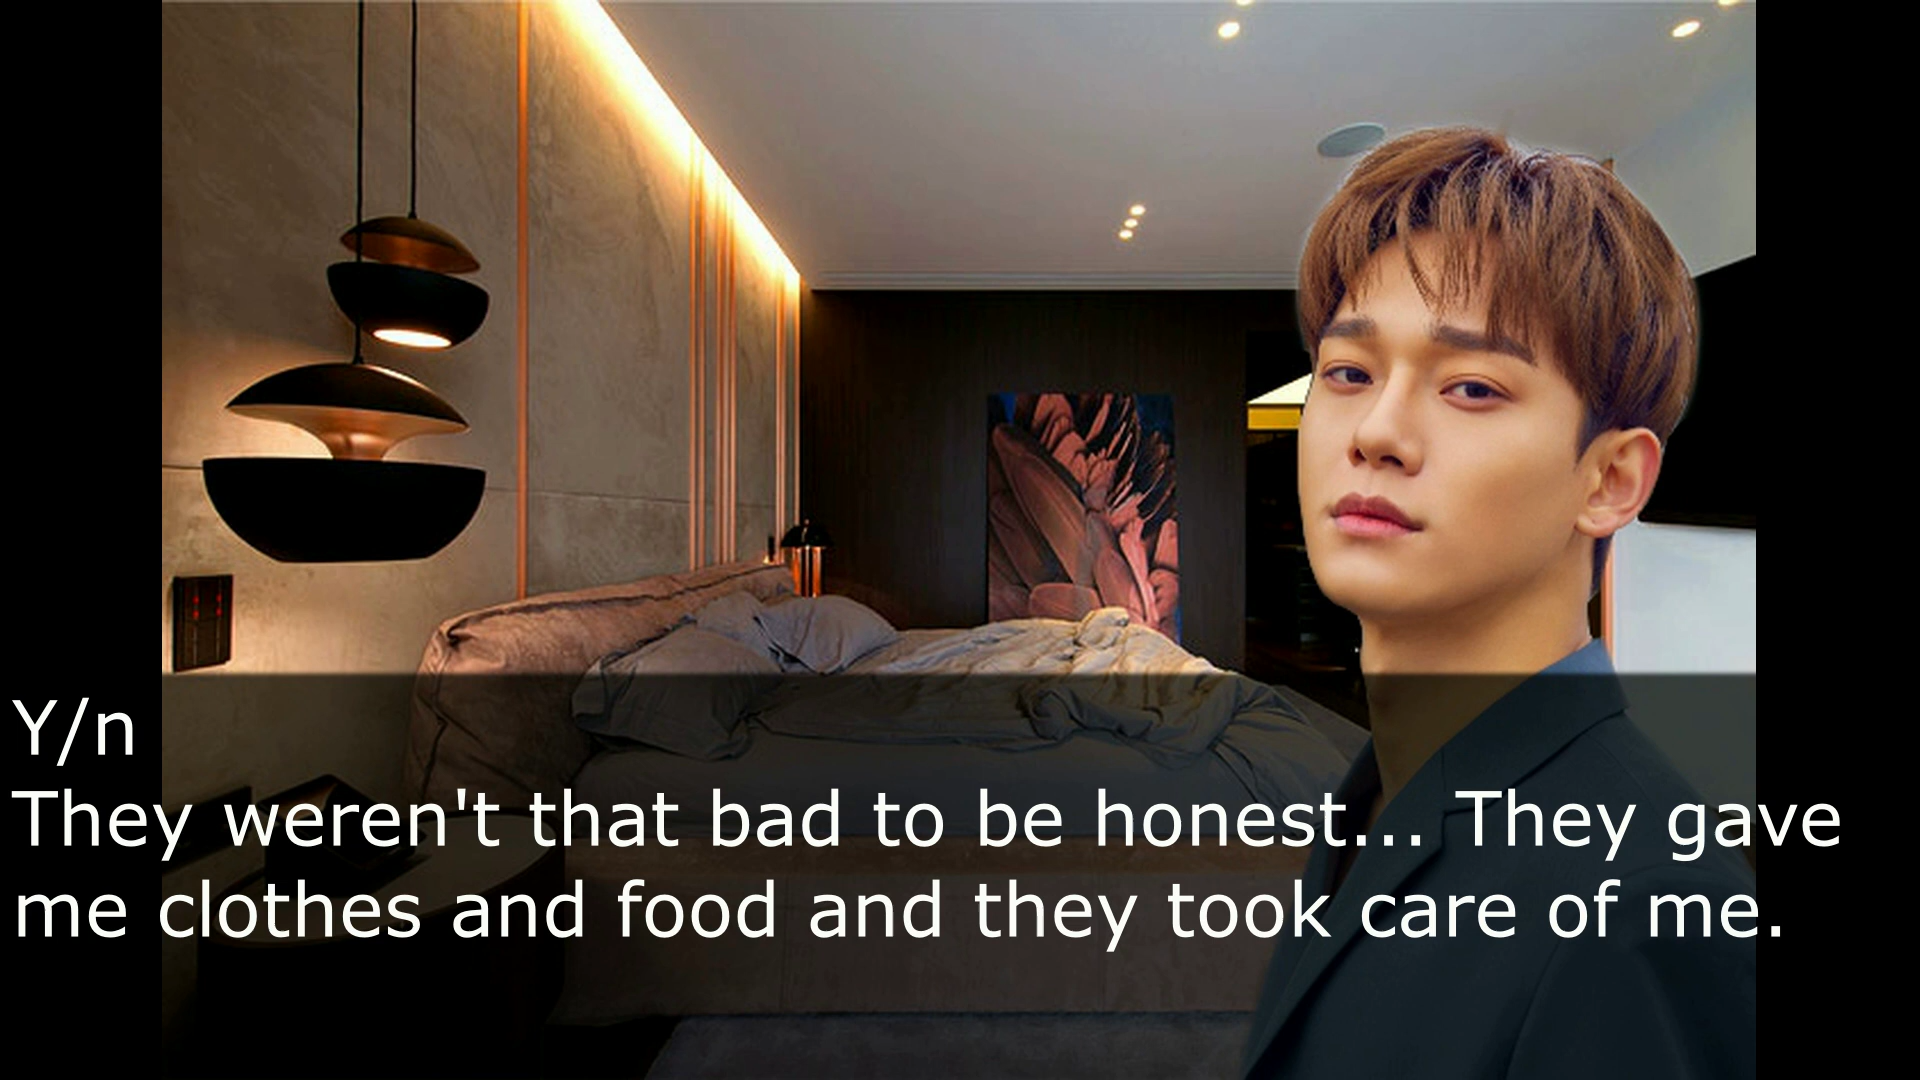 Y/n
They weren't that bad to be honest... They gave
me clothes and food and they took care of me.